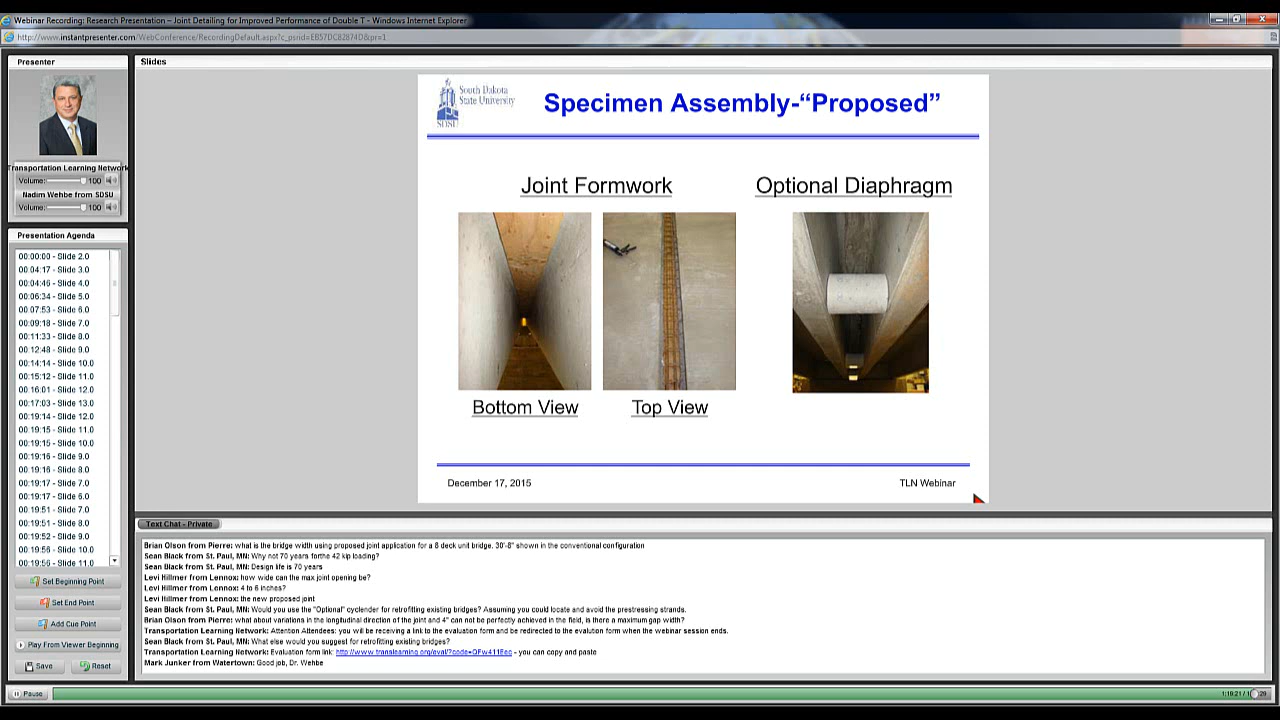 Webinar Recording: Research Presentation – Joint Detailing for Improved Performance of Double T - Windows Internet Explorer
http://www.instantpresenter.com/WebConference/RecordingDefault.aspx?c_psrid=EB57DC82874D&pr=1
Presenter
Transportation Learning Network
Volume: 100
Nadim Wehbe from SDSU
Volume: 100
Presentation Agenda
00:00:00 - Slide 2.0
00:04:17 - Slide 3.0
00:04:46 - Slide 4.0
00:06:34 - Slide 5.0
00:07:53 - Slide 6.0
00:09:18 - Slide 7.0
00:11:33 - Slide 8.0
00:12:48 - Slide 9.0
00:14:14 - Slide 10.0
00:15:12 - Slide 11.0
00:16:01 - Slide 12.0
00:17:03 - Slide 13.0
00:19:14 - Slide 12.0
00:19:15 - Slide 11.0
00:19:15 - Slide 10.0
00:19:16 - Slide 9.0
00:19:16 - Slide 8.0
00:19:17 - Slide 7.0
00:19:17 - Slide 6.0
00:19:51 - Slide 7.0
00:19:51 - Slide 8.0
00:19:52 - Slide 9.0
00:19:56 - Slide 10.0
00:19:56 - Slide 11.0
Set Beginning Point
Set End Point
Add Cue Point
Play From Viewer Beginning
Save Reset
Slides
South Dakota
State University
SDSU
Specimen Assembly-“Proposed”
Joint Formwork Optional Diaphragm
Bottom View Top View
December 17, 2015 TLN Webinar
Text Chat - Private
Brian Olson from Pierre: what is the bridge width using proposed joint application for a 8 deck unit bridge. 30'-8" shown in the conventional configuration
Sean Black from St. Paul, MN: Why not 70 years forthe 42 kip loading?
Sean Black from St. Paul, MN: Design life is 70 years
Levi Hillmer from Lennox: how wide can the max joint opening be?
Levi Hillmer from Lennox: 4 to 6 inches?
Levi Hillmer from Lennox: the new proposed joint
Sean Black from St. Paul, MN: Would you use the "Optional" cyclender for retrofitting existing bridges? Assuming you could locate and avoid the prestressing strands.
Brian Olson from Pierre: what about variations in the longitudinal direction of the joint and 4" can not be perfectly achieved in the field, is there a maximum gap width?
Transportation Learning Network: Attention Attendees: you will be receiving a link to the evaluation form and be redirected to the evalution form when the webinar session ends.
Sean Black from St. Paul, MN: What else would you suggest for retrofitting existing bridges?
Transportation Learning Network: Evaluation form link: - you can copy and paste
Mark Junker from Watertown: Good job, Dr. Wehbe
Pause